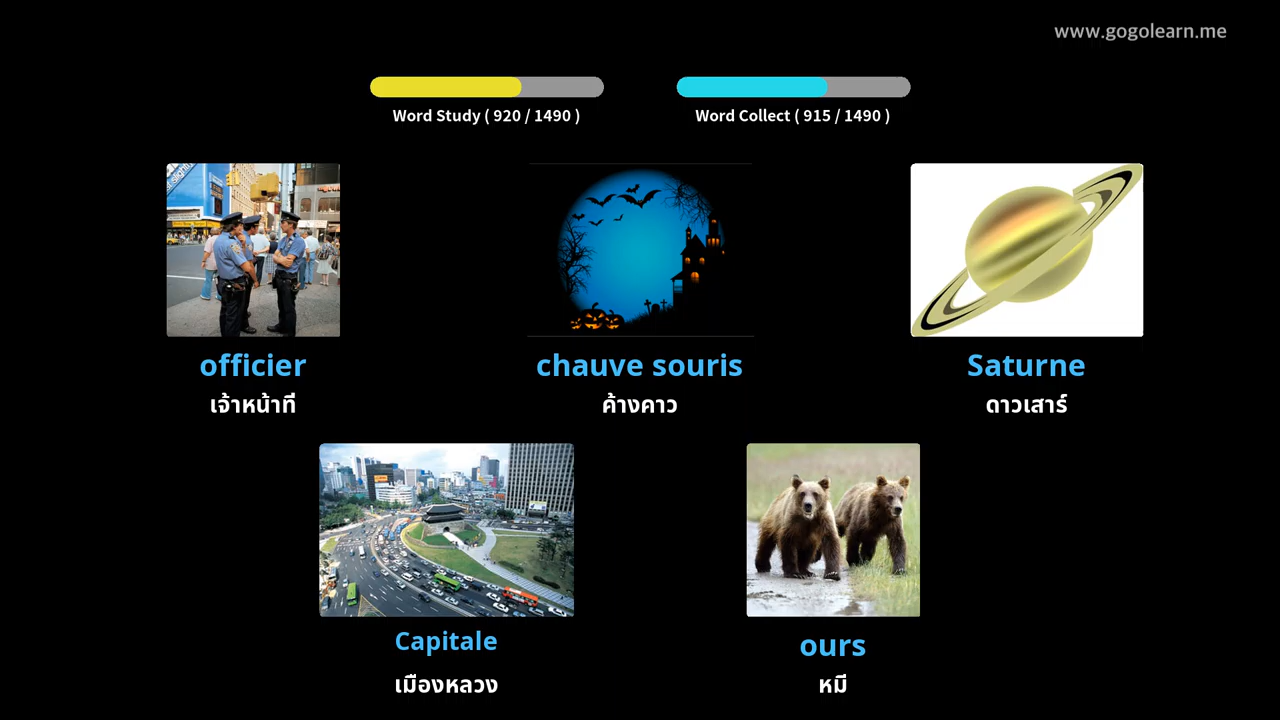 www.gogolearn.me
Word Study ( 920 / 1490 )
Word Collect ( 915 / 1490 )
officier
chauve souris
Saturne
เจ้าหน้าที่
ค้างคาว
ดาวเสาร์
Capitale
ours
เมืองหลวง
หมี